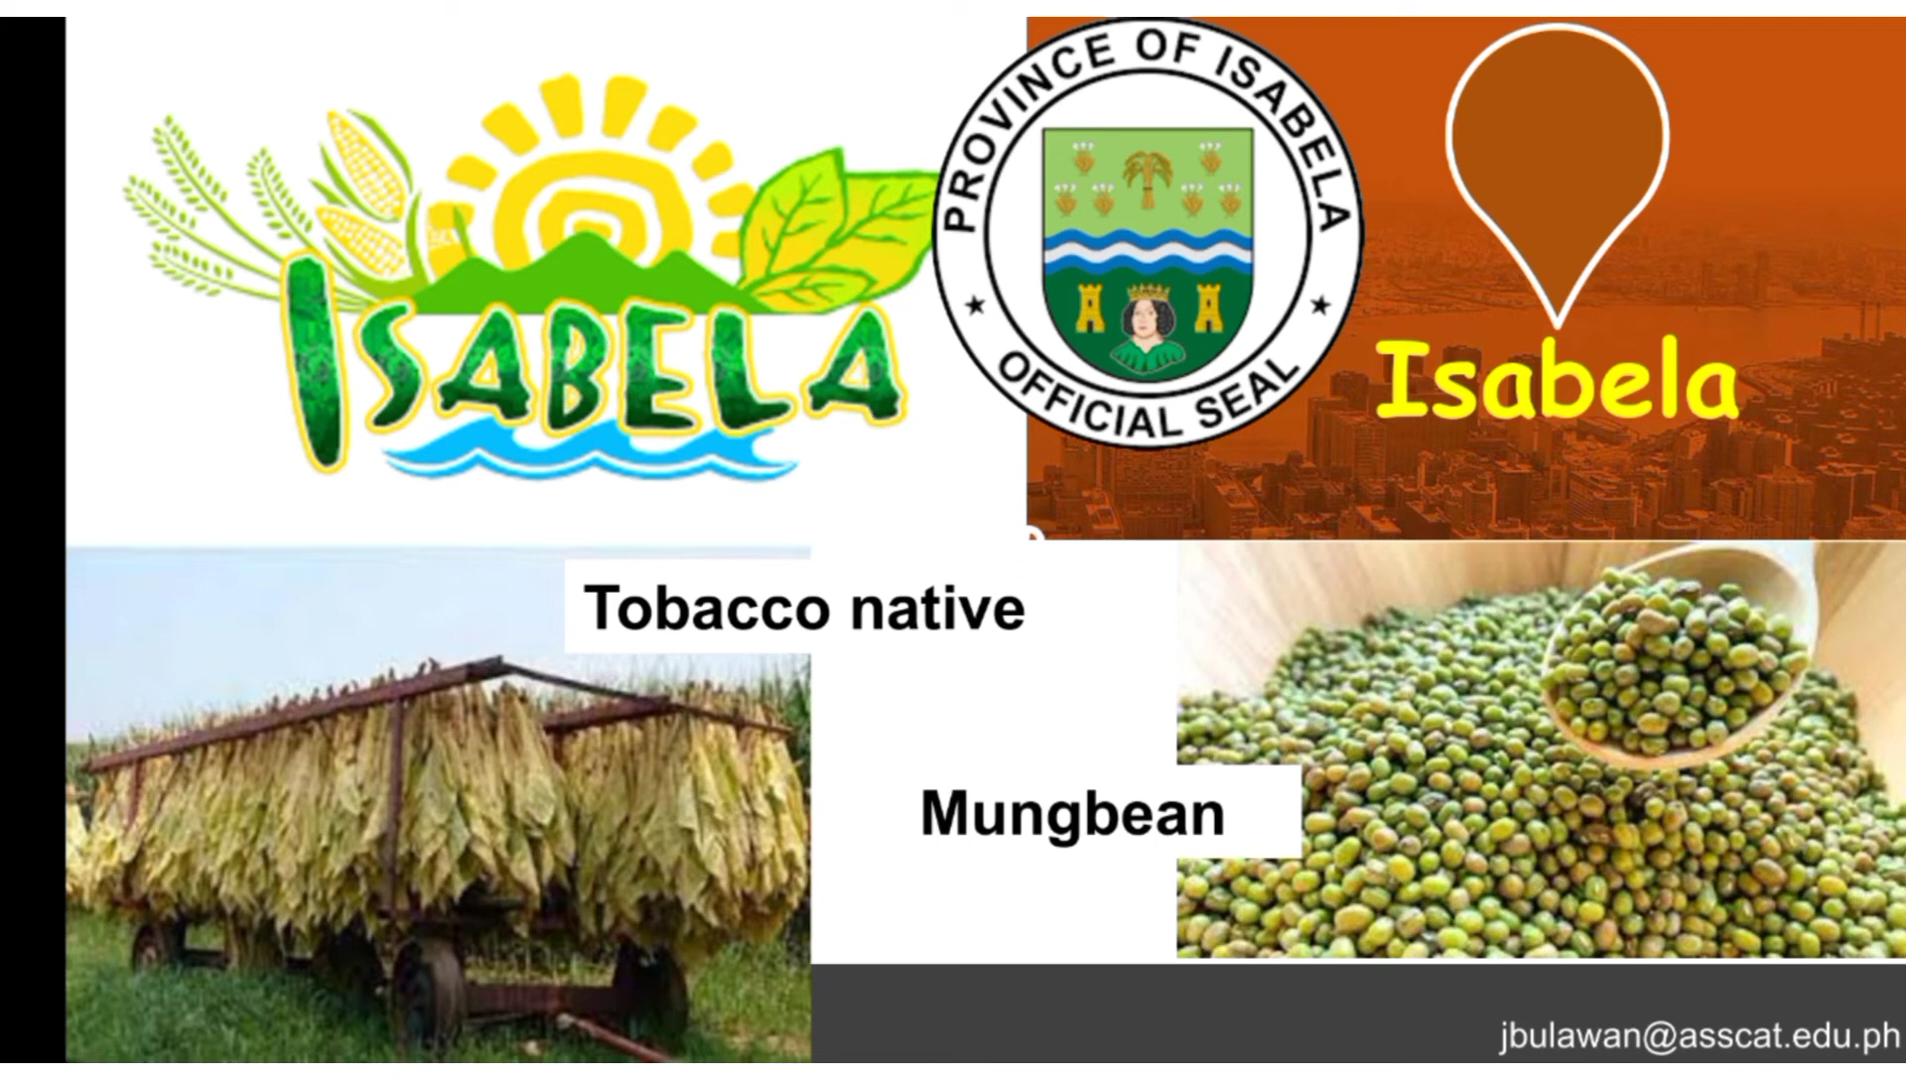 ISABELA
PROVINCE OF ISABELA
OFFICIAL SEAL
Isabela
Tobacco native
Mungbean
jbulawan@asscat.edu.ph